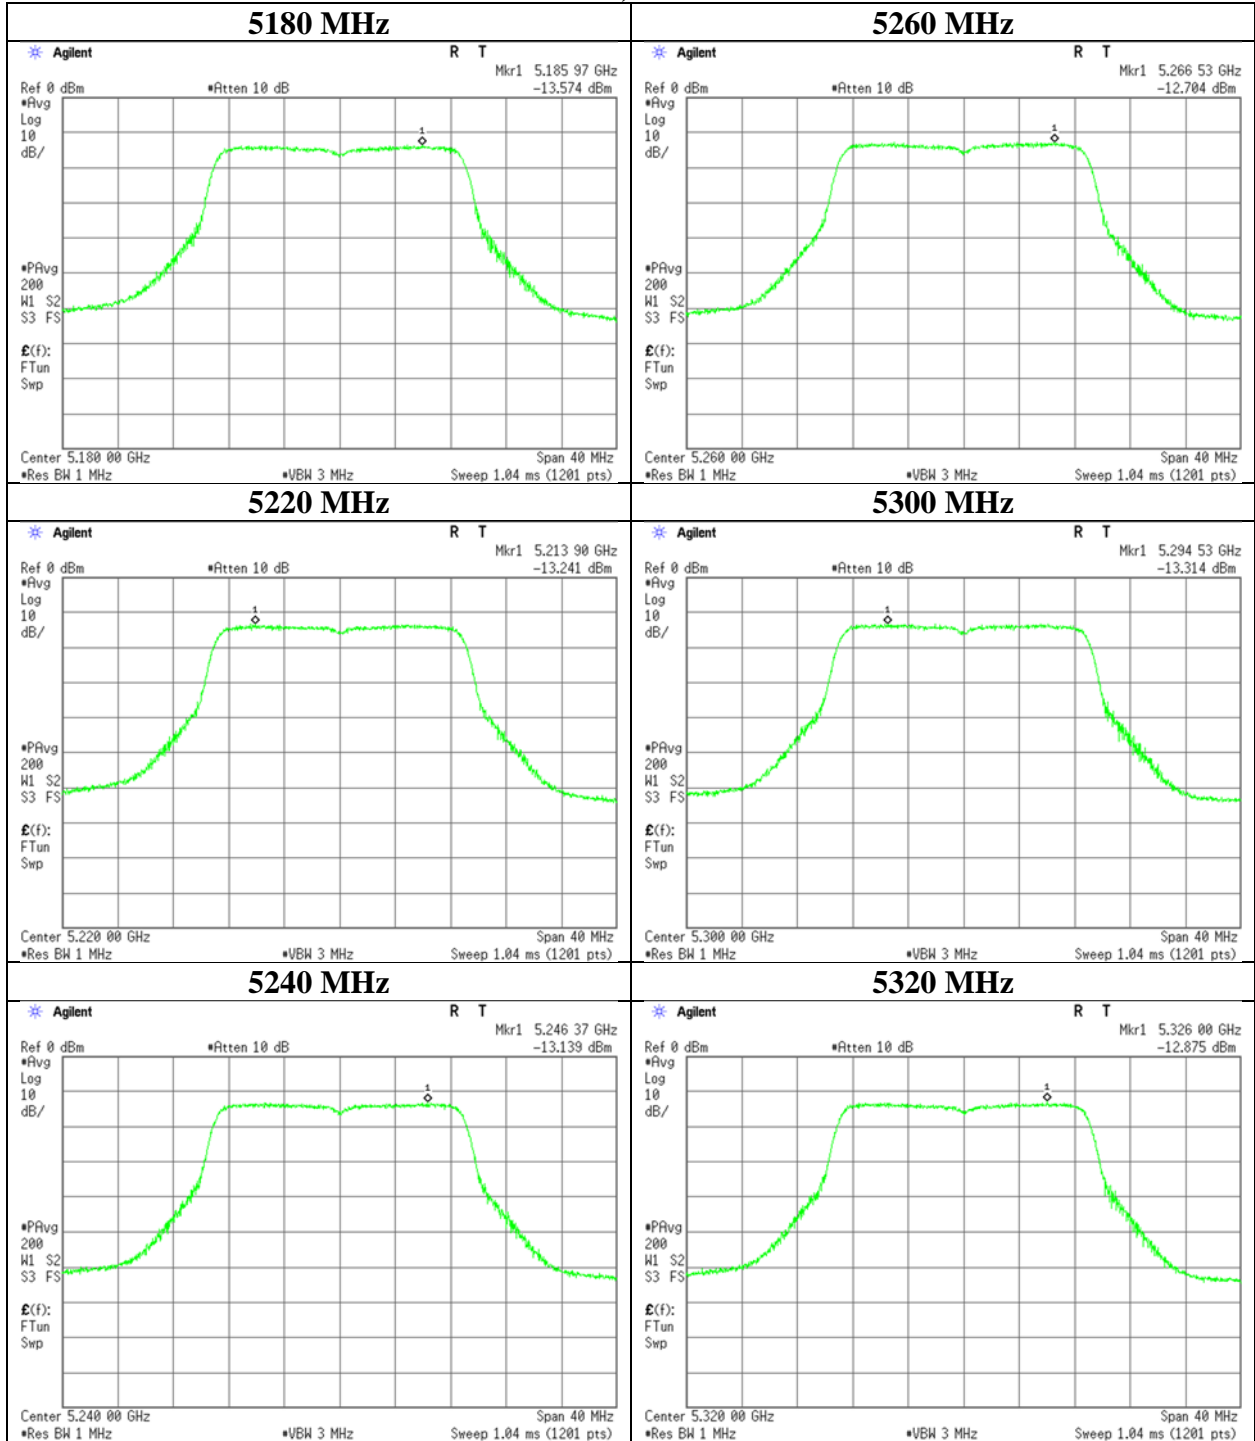 5180 MHz
Agilent R T
Mkr1 5.185 97 GHz
Ref 0 dBm #Atten 10 dB -13.574 dBm
#Avg
Log
10
dB/
1
#PAvg
200
W1 S2
S3 FS
£(f):
FTun
Swp
Center 5.180 00 GHz Span 40 MHz
#Res BW 1 MHz #VBW 3 MHz Sweep 1.04 ms (1201 pts)
5260 MHz
Agilent R T
Mkr1 5.266 53 GHz
Ref 0 dBm #Atten 10 dB -12.704 dBm
#Avg
Log
10
dB/
1
#PAvg
200
W1 S2
S3 FS
£(f):
FTun
Swp
Center 5.260 00 GHz Span 40 MHz
#Res BW 1 MHz #VBW 3 MHz Sweep 1.04 ms (1201 pts)
5220 MHz
Agilent R T
Mkr1 5.213 90 GHz
Ref 0 dBm #Atten 10 dB -13.241 dBm
#Avg
Log
10
dB/
1
#PAvg
200
W1 S2
S3 FS
£(f):
FTun
Swp
Center 5.220 00 GHz Span 40 MHz
#Res BW 1 MHz #VBW 3 MHz Sweep 1.04 ms (1201 pts)
5300 MHz
Agilent R T
Mkr1 5.294 53 GHz
Ref 0 dBm #Atten 10 dB -13.314 dBm
#Avg
Log
10
dB/
1
#PAvg
200
W1 S2
S3 FS
£(f):
FTun
Swp
Center 5.300 00 GHz Span 40 MHz
#Res BW 1 MHz #VBW 3 MHz Sweep 1.04 ms (1201 pts)
5240 MHz
Agilent R T
Mkr1 5.246 37 GHz
Ref 0 dBm #Atten 10 dB -13.139 dBm
#Avg
Log
10
dB/
1
#PAvg
200
W1 S2
S3 FS
£(f):
FTun
Swp
Center 5.240 00 GHz Span 40 MHz
#Res BW 1 MHz #VBW 3 MHz Sweep 1.04 ms (1201 pts)
5320 MHz
Agilent R T
Mkr1 5.326 00 GHz
Ref 0 dBm #Atten 10 dB -12.875 dBm
#Avg
Log
10
dB/
1
#PAvg
200
W1 S2
S3 FS
£(f):
FTun
Swp
Center 5.320 00 GHz Span 40 MHz
#Res BW 1 MHz #VBW 3 MHz Sweep 1.04 ms (1201 pts)